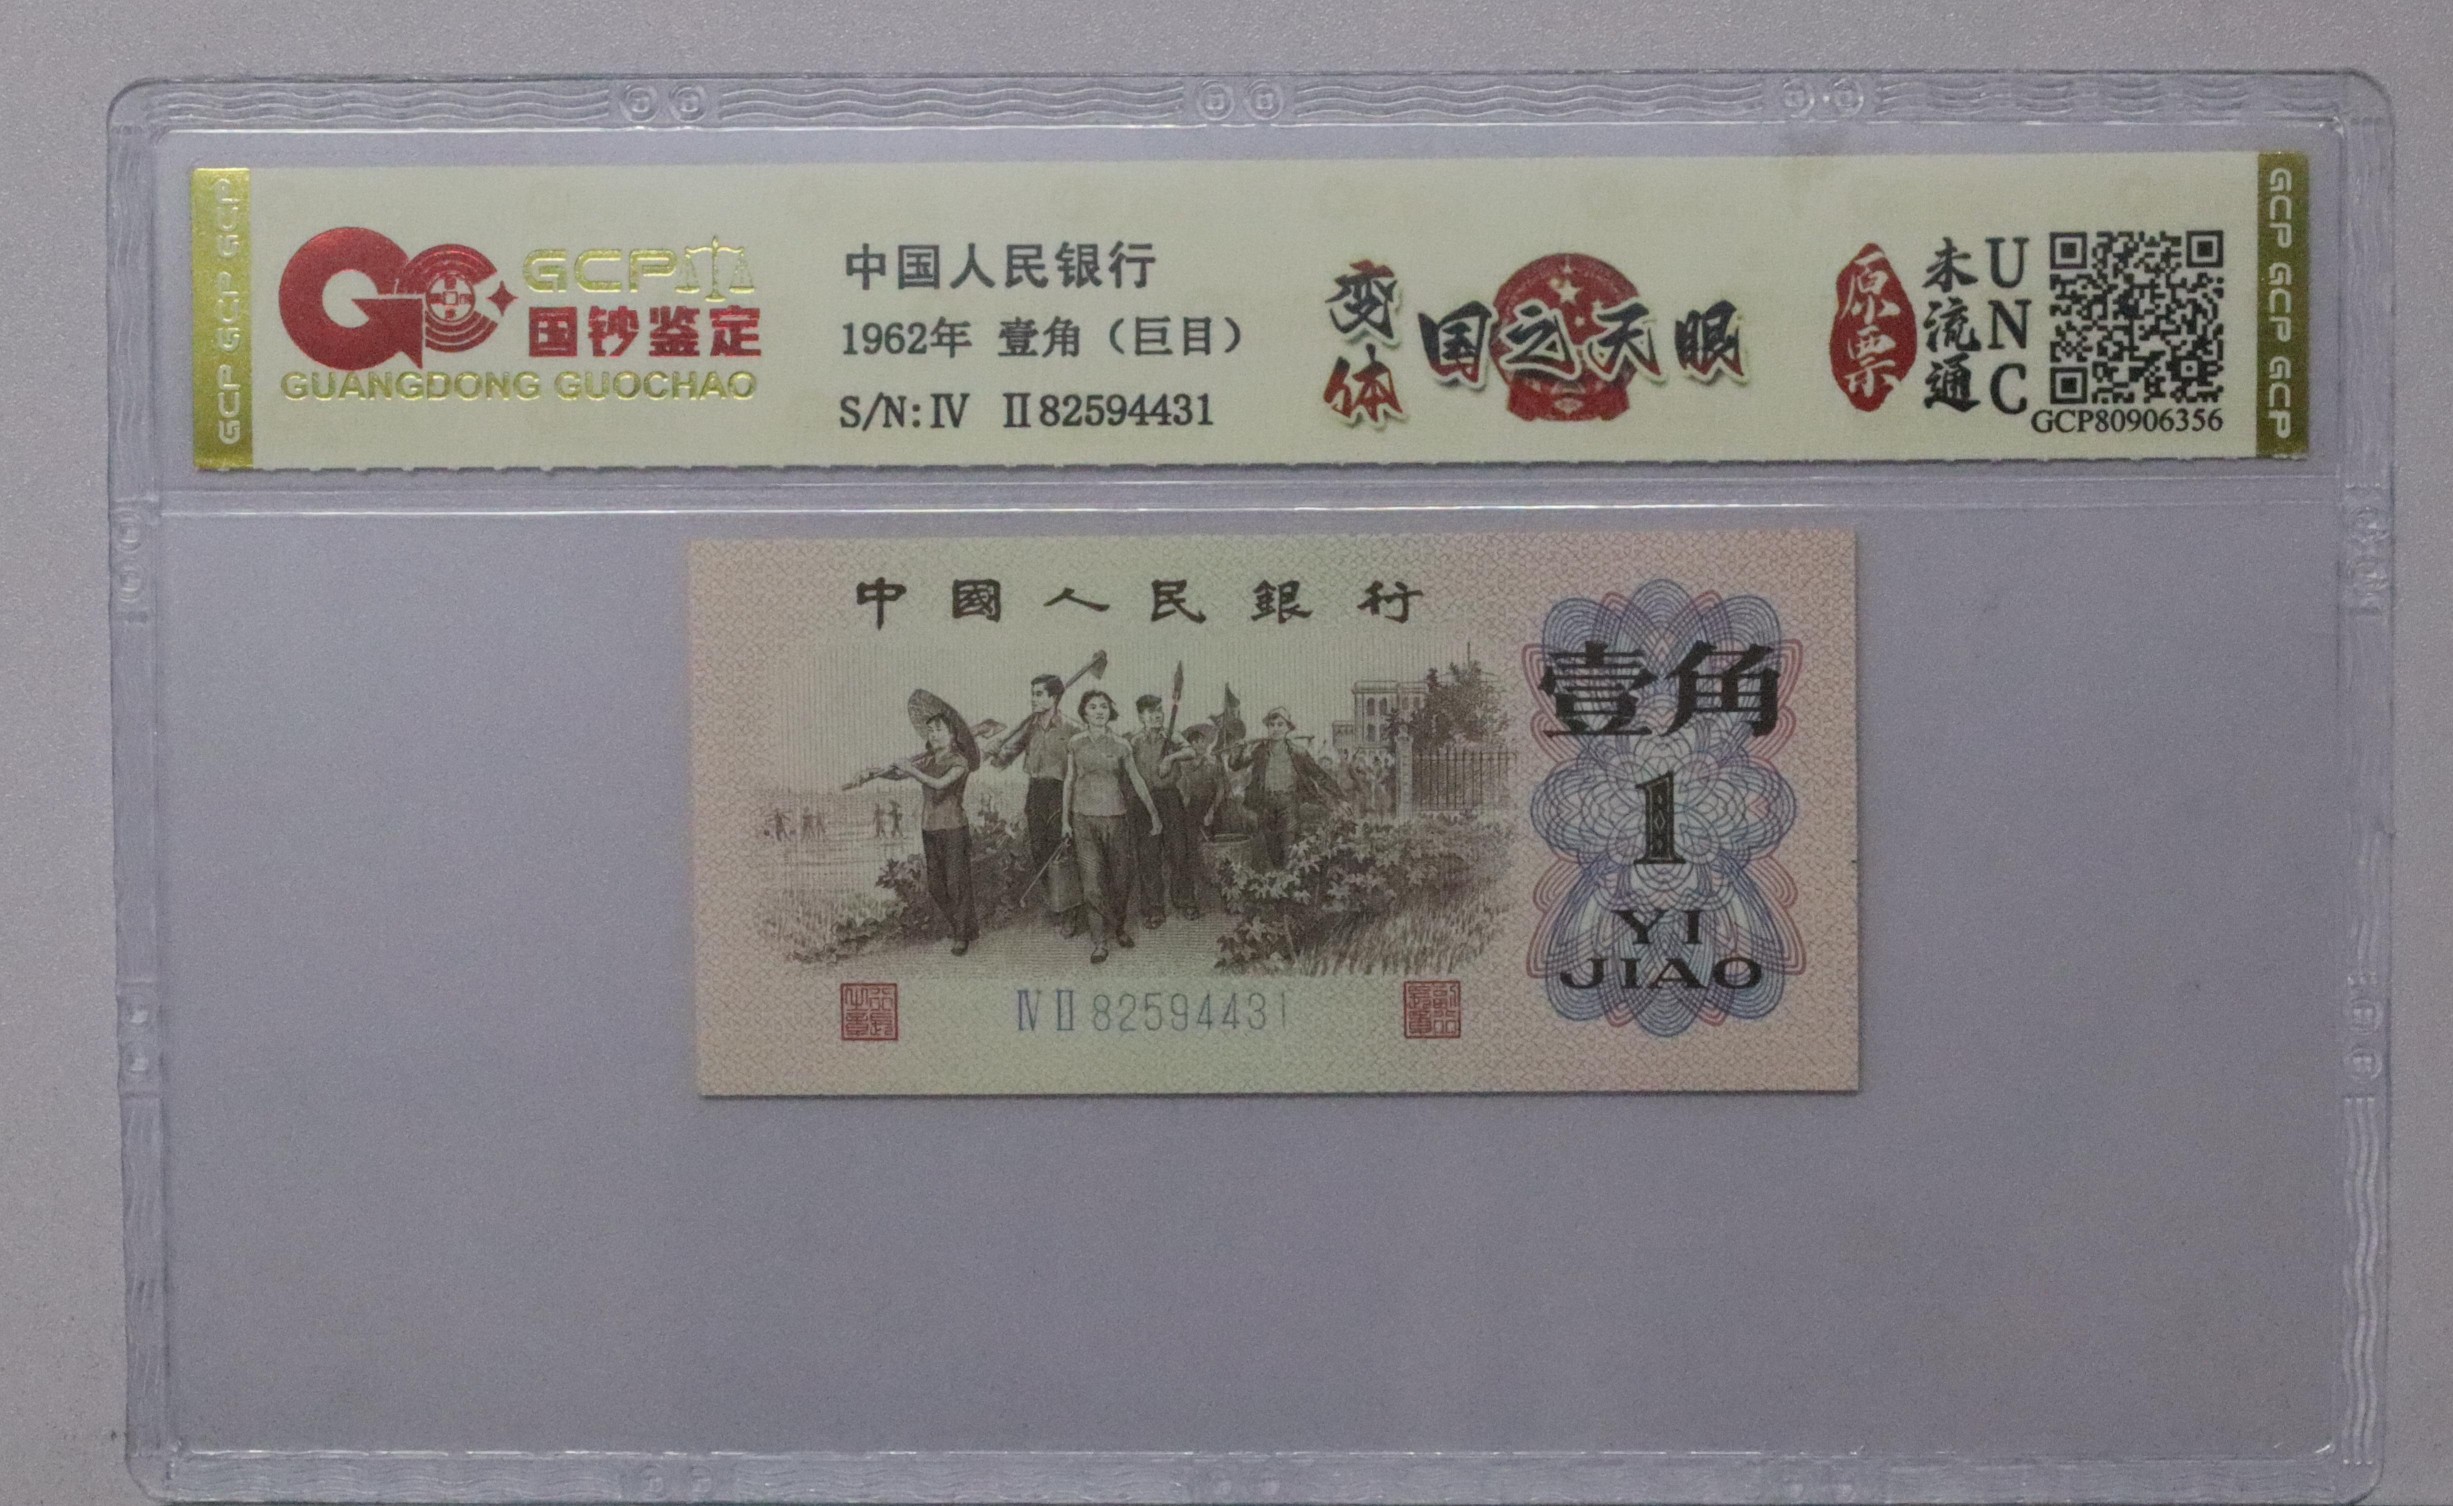 GCP GCP GCP
GCP
国钞鉴定
GUANGDONG GUOCHAO
中国人民银行
1962年 壹角（巨目）
S/N:Ⅳ Ⅱ82594431
变体
国之天眼
原票
未流通
UNC
GCP80906356
GCP GCP GCP
中國人民銀行
壹角
1
YI
JIAO
ⅣⅡ82594431